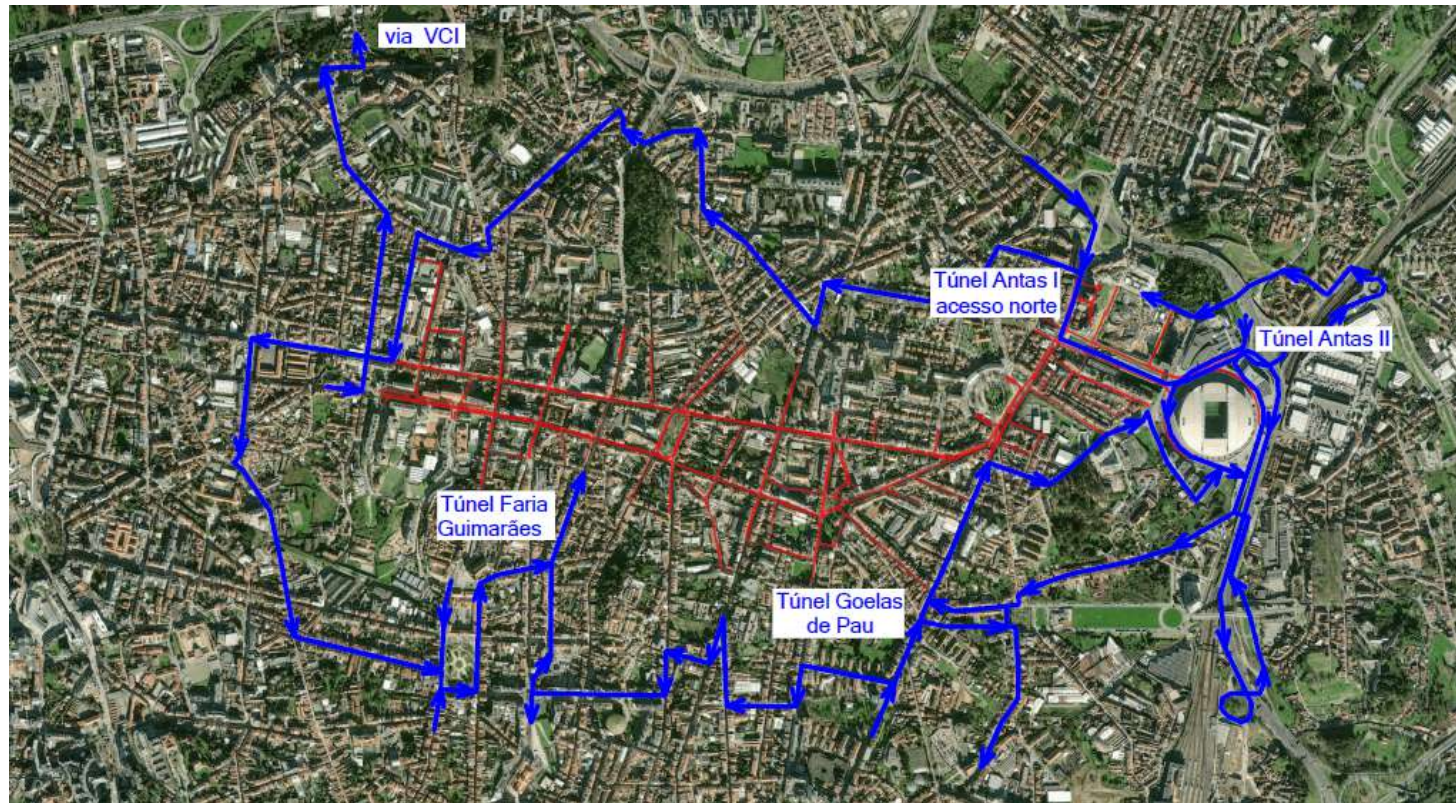 via VCI
Túnel Antas I
acesso norte
Túnel Antas II
Túnel Faria
Guimarães
Túnel Goelas
de Pau